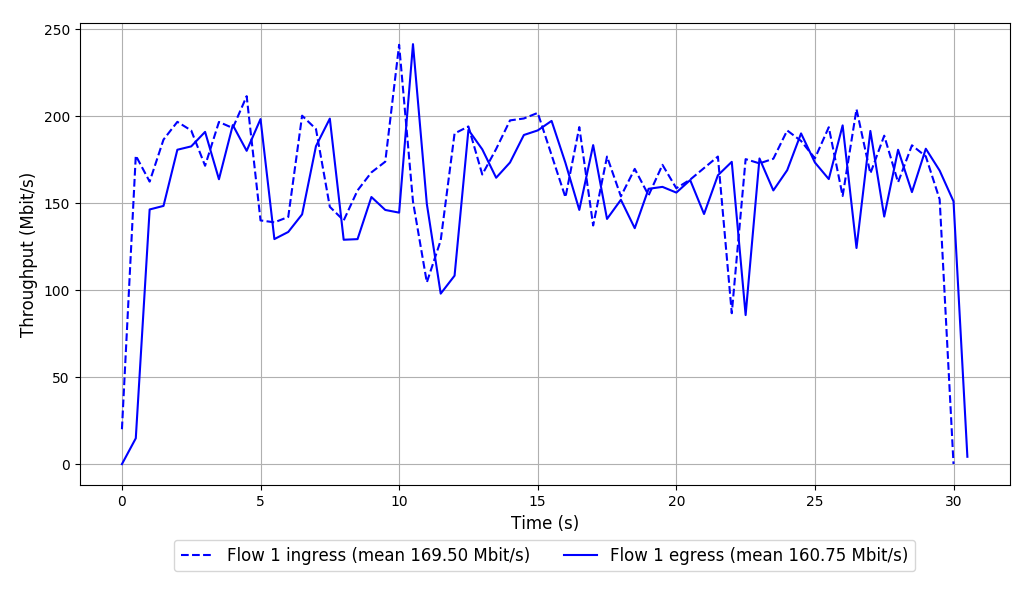 250
200
150
100
50
0
Throughput (Mbit/s)
0 5 10 15 20 25 30
Time (s)
Flow 1 ingress (mean 169.50 Mbit/s) Flow 1 egress (mean 160.75 Mbit/s)